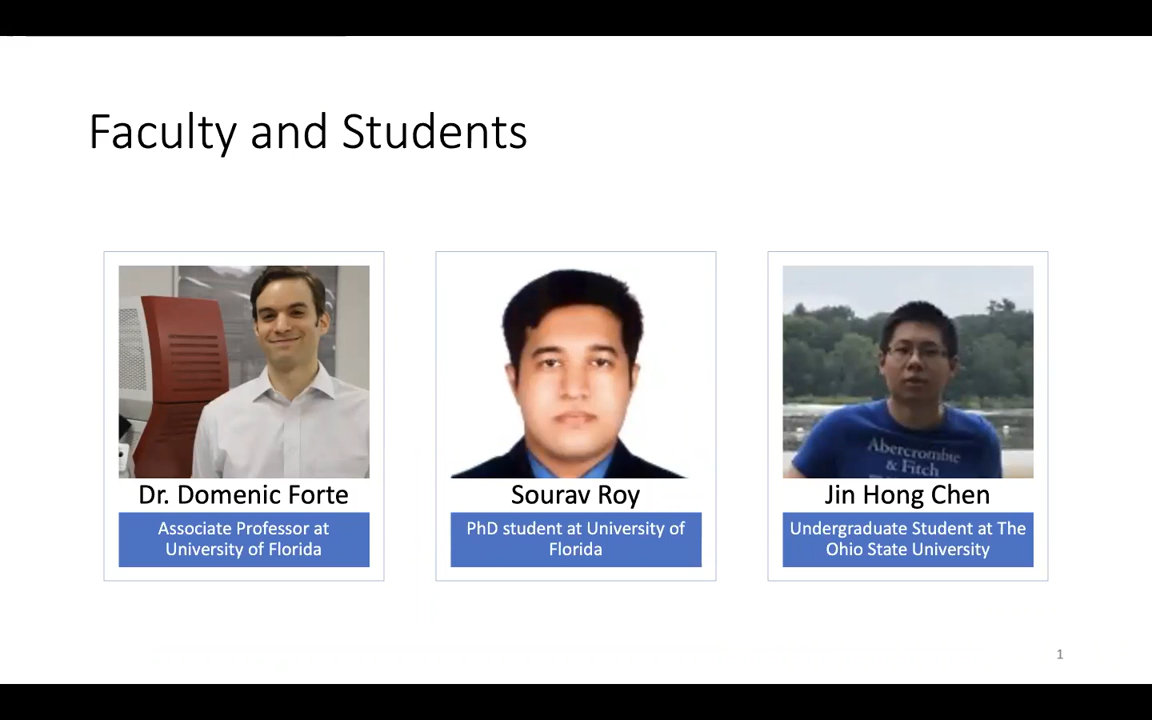 Faculty and Students
Dr. Domenic Forte
Associate Professor at
University of Florida
Sourav Roy
PhD student at University of
Florida
Abercrombie
& Fitch
Jin Hong Chen
Undergraduate Student at The
Ohio State University
1